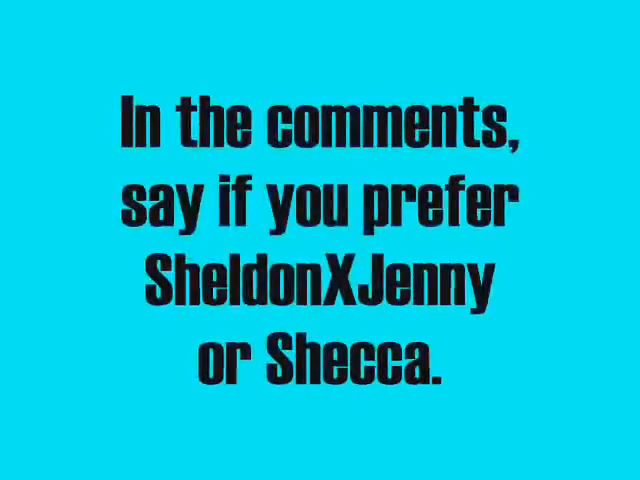 In the comments,
say if you prefer
SheldonXJenny
or Shecca.